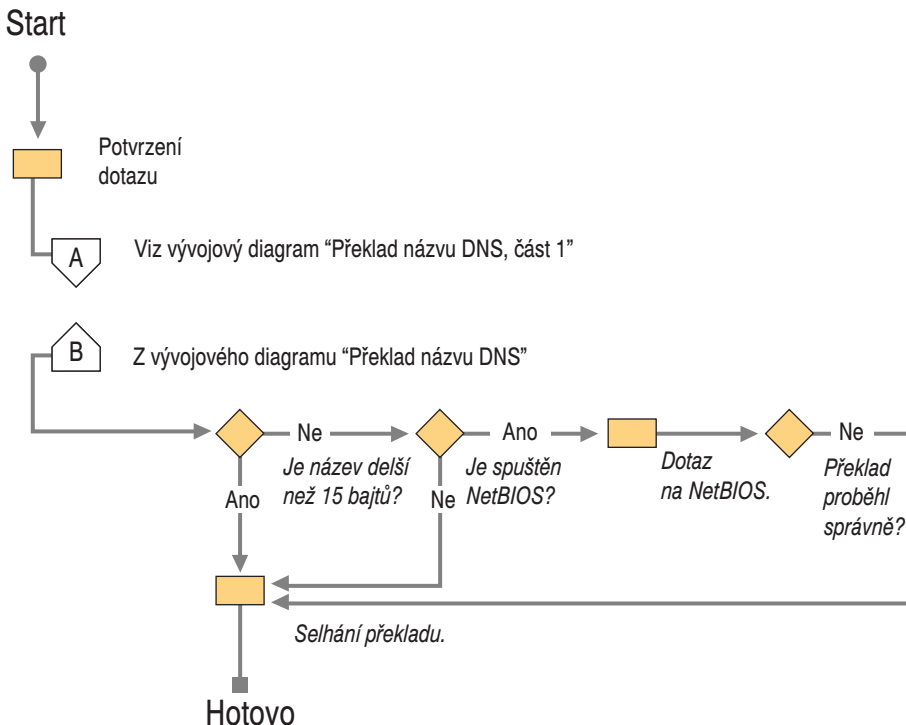 Start
Potvrzení
dotazu
A
Viz vývojový diagram “Překlad názvu DNS, část 1”
B
Z vývojového diagramu “Překlad názvu DNS”
Ne
Je název delší
než 15 bajtů?
Ano
Ano
Je spuštěn
NetBIOS?
Ne
Dotaz
na NetBIOS.
Ne
Překlad
proběhl
správně?
Selhání překladu.
Hotovo